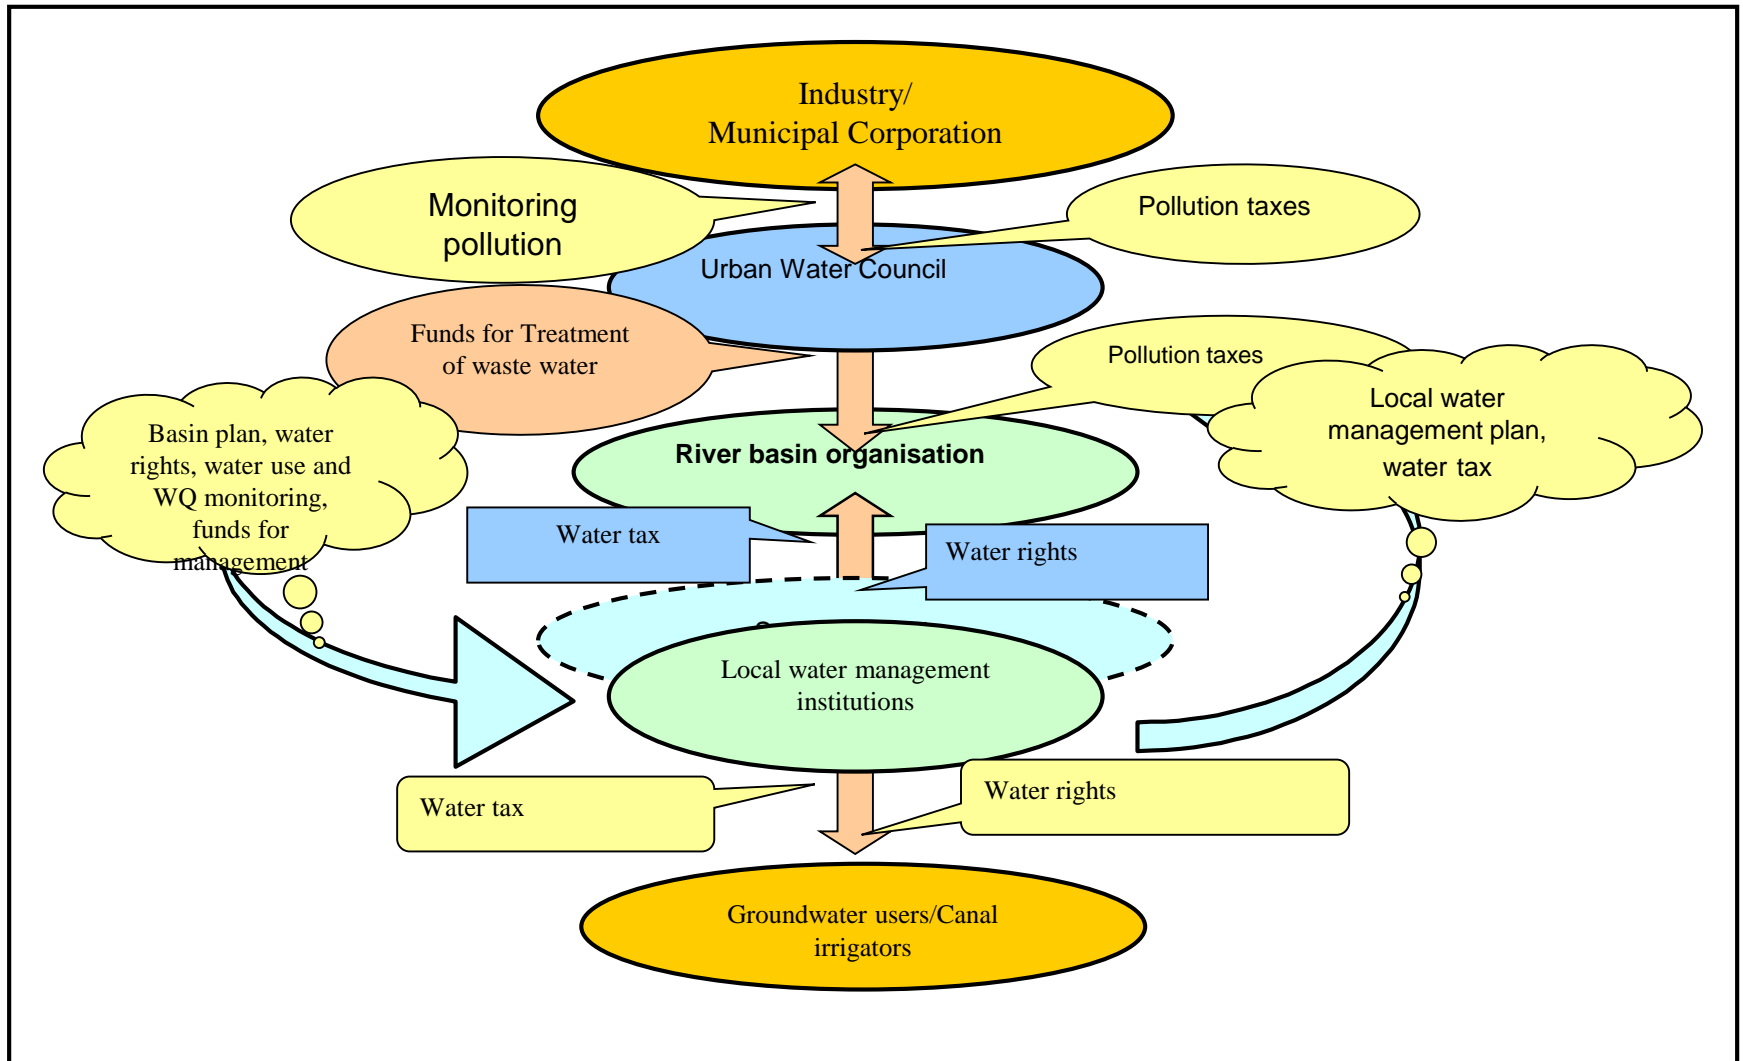 Industry/
Municipal Corporation
Monitoring
pollution
Pollution taxes
Urban Water Council
Funds for Treatment
of waste water
Pollution taxes
Local water
management plan,
water tax
Basin plan, water
rights, water use and
WQ monitoring,
funds for
management
River basin organisation
Water tax
Water rights
Local water management
institutions
Water tax
Water rights
Groundwater users/Canal
irrigators